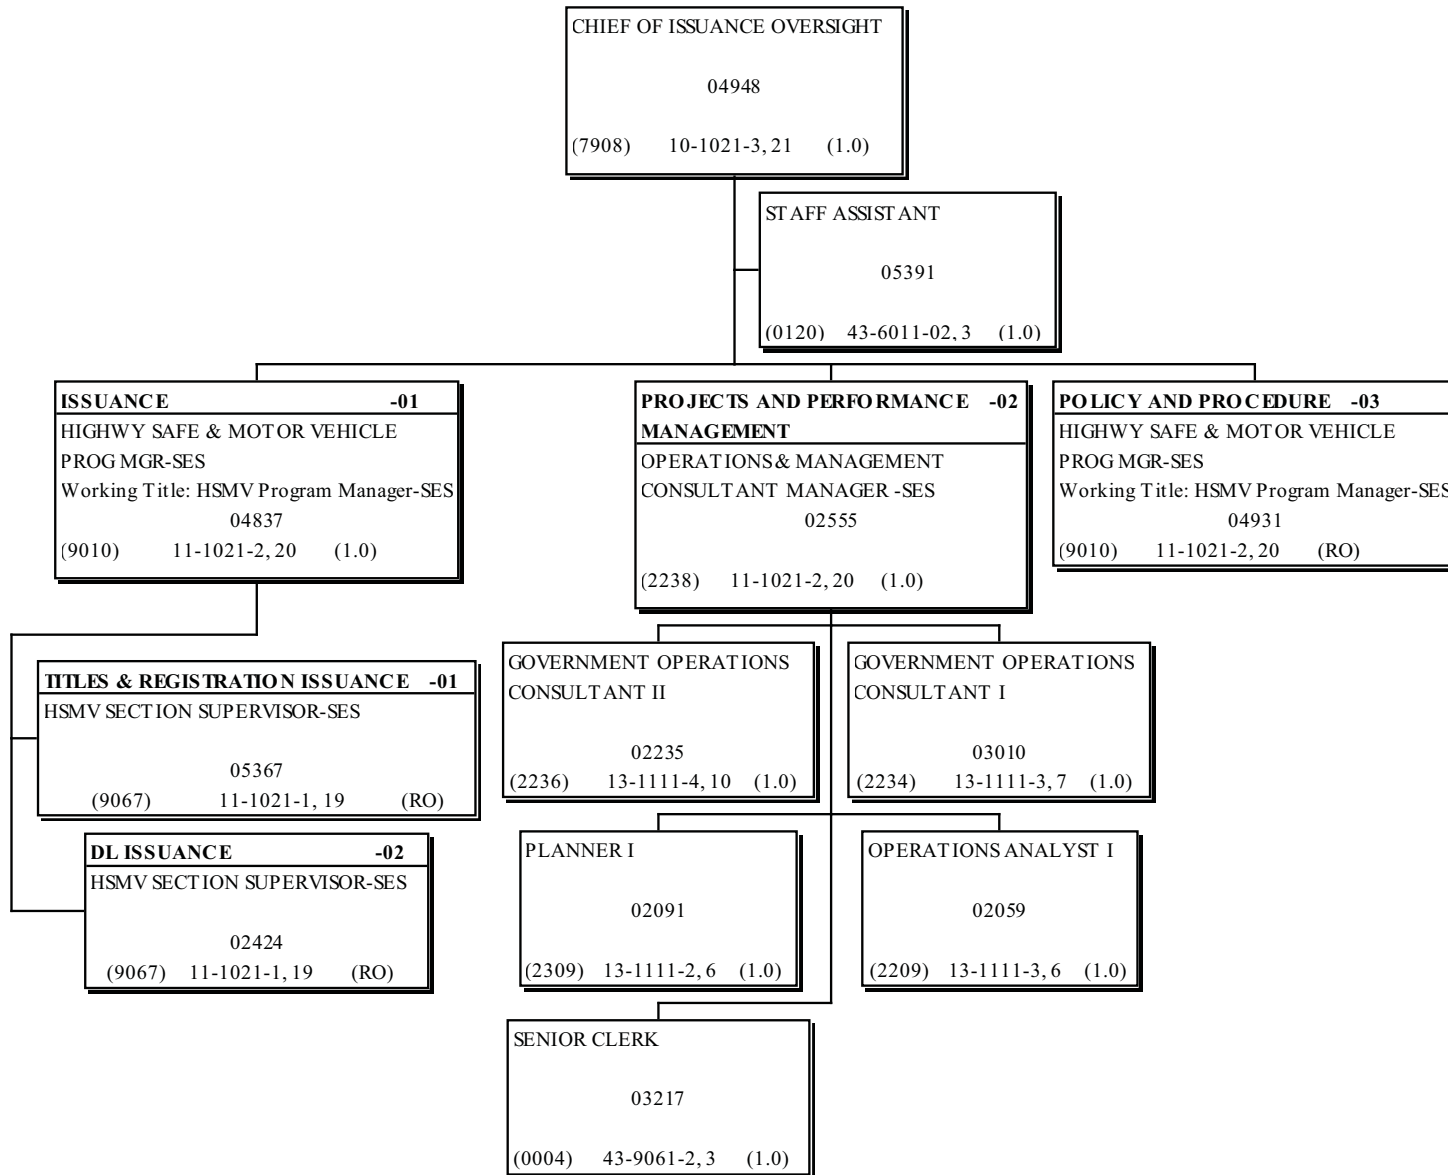 CHIEF OF ISSUANCE OVERSIGHT
04948
(7908) 10-1021-3, 21 (1.0)
STAFF ASSISTANT
05391
(0120) 43-6011-02, 3 (1.0)
ISSUANCE -01
HIGHWY SAFE & MOTOR VEHICLE
PROG MGR-SES
Working Title: HSMV Program Manager-SES
04837
(9010) 11-1021-2, 20 (1.0)
PROJECTS AND PERFORMANCE -02
MANAGEMENT
OPERATIONS & MANAGEMENT
CONSULTANT MANAGER -SES
02555
(2238) 11-1021-2, 20 (1.0)
POLICY AND PROCEDURE -03
HIGHWY SAFE & MOTOR VEHICLE
PROG MGR-SES
Working Title: HSMV Program Manager-SES
04931
(9010) 11-1021-2, 20 (RO)
TITLES & REGISTRATION ISSUANCE -01
HSMV SECTION SUPERVISOR-SES
05367
(9067) 11-1021-1, 19 (RO)
DL ISSUANCE -02
HSMV SECTION SUPERVISOR-SES
02424
(9067) 11-1021-1, 19 (RO)
GOVERNMENT OPERATIONS
CONSULTANT II
02235
(2236) 13-1111-4, 10 (1.0)
GOVERNMENT OPERATIONS
CONSULTANT I
03010
(2234) 13-1111-3, 7 (1.0)
PLANNER I
02091
(2309) 13-1111-2, 6 (1.0)
OPERATIONS ANALYST I
02059
(2209) 13-1111-3, 6 (1.0)
SENIOR CLERK
03217
(0004) 43-9061-2, 3 (1.0)